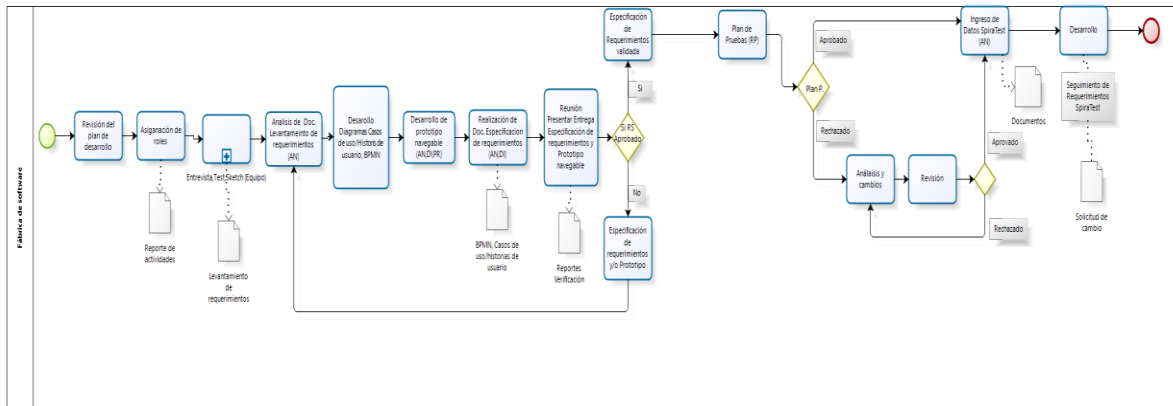 Fábrica de software
Revisión del
plan de
desarrollo
Asiganación de
roles
Reporte de
actividades
Entrevista,Test,Sketch(Equipo)
Levantamiento
de
requerimientos
Analisis de Doc.
Levantamiento de
requerimientos
(AN)
Desarollo
Diagramas Casos
de uso/Historis de
usuario, BPMN
Desarrollo de
prototipo
navegable
(AN,DI,PR)
Realización de
Doc. Especificacion
de requerimientos
(AN,DI)
BPMN, Casos de
uso/historias de
usuario
Reunión
Presentar Entrega
Especificación de
requerimientos y
Prototipo
navegable
Reportes
Verificación
Si RS
Aprobado
Si
No
Especificación
de
Requerimientos
validada
Especificación
de
requerimientos
y/o Prototipo
Plan de
Pruebas (RP)
Plan P.
Aprobado
Rechazado
Análaisis y
cambios
Revisión
Aprovado
Rechazado
Ingreso de
Datos SpiraTest
(AN)
Documentos
Desarrollo
Seguimiento de
Requerimientos
SpiraTest
Solicitud de
cambio